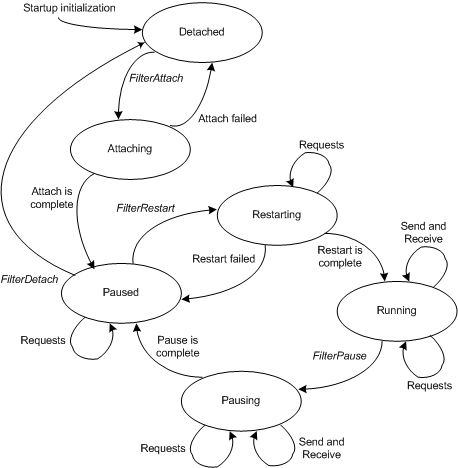 Startup initialization
Detached
FilterAttach
Attach failed
Attaching
Requests
Attach is
complete
FilterRestart
Restarting
Send and
Receive
Restart failed
Restart is
complete
FilterDetach
Paused
Running
Requests
Pause is
complete
FilterPause
Requests
Pausing
Requests
Send and
Receive